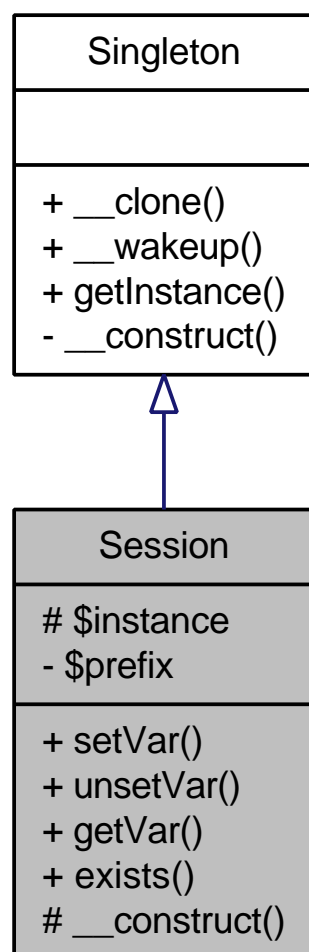 Singleton
+ __clone()
+ __wakeup()
+ getInstance()
- __construct()
Session
# $instance
- $prefix
+ setVar()
+ unsetVar()
+ getVar()
+ exists()
# __construct()